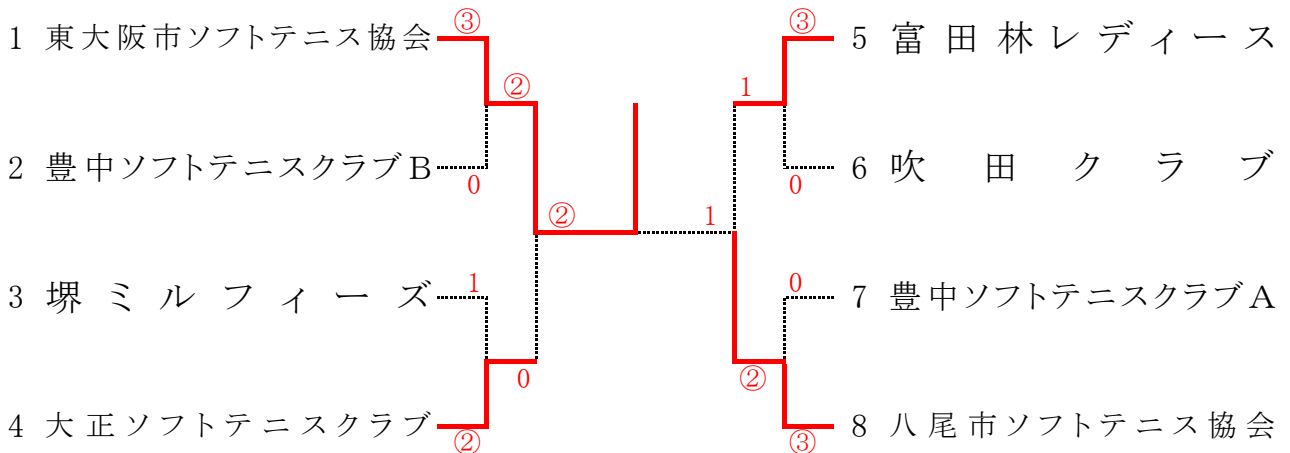 ③
1 東大阪市ソフトテニス協会
②
2 豊中ソフトテニスクラブB
0
②
1
3 堺ミルフィーズ
0
4 大正ソフトテニスクラブ
②
③
5 富田林レディース
1
6 吹田クラブ
0
1
0
7 豊中ソフトテニスクラブA
②
8 八尾市ソフトテニス協会
③